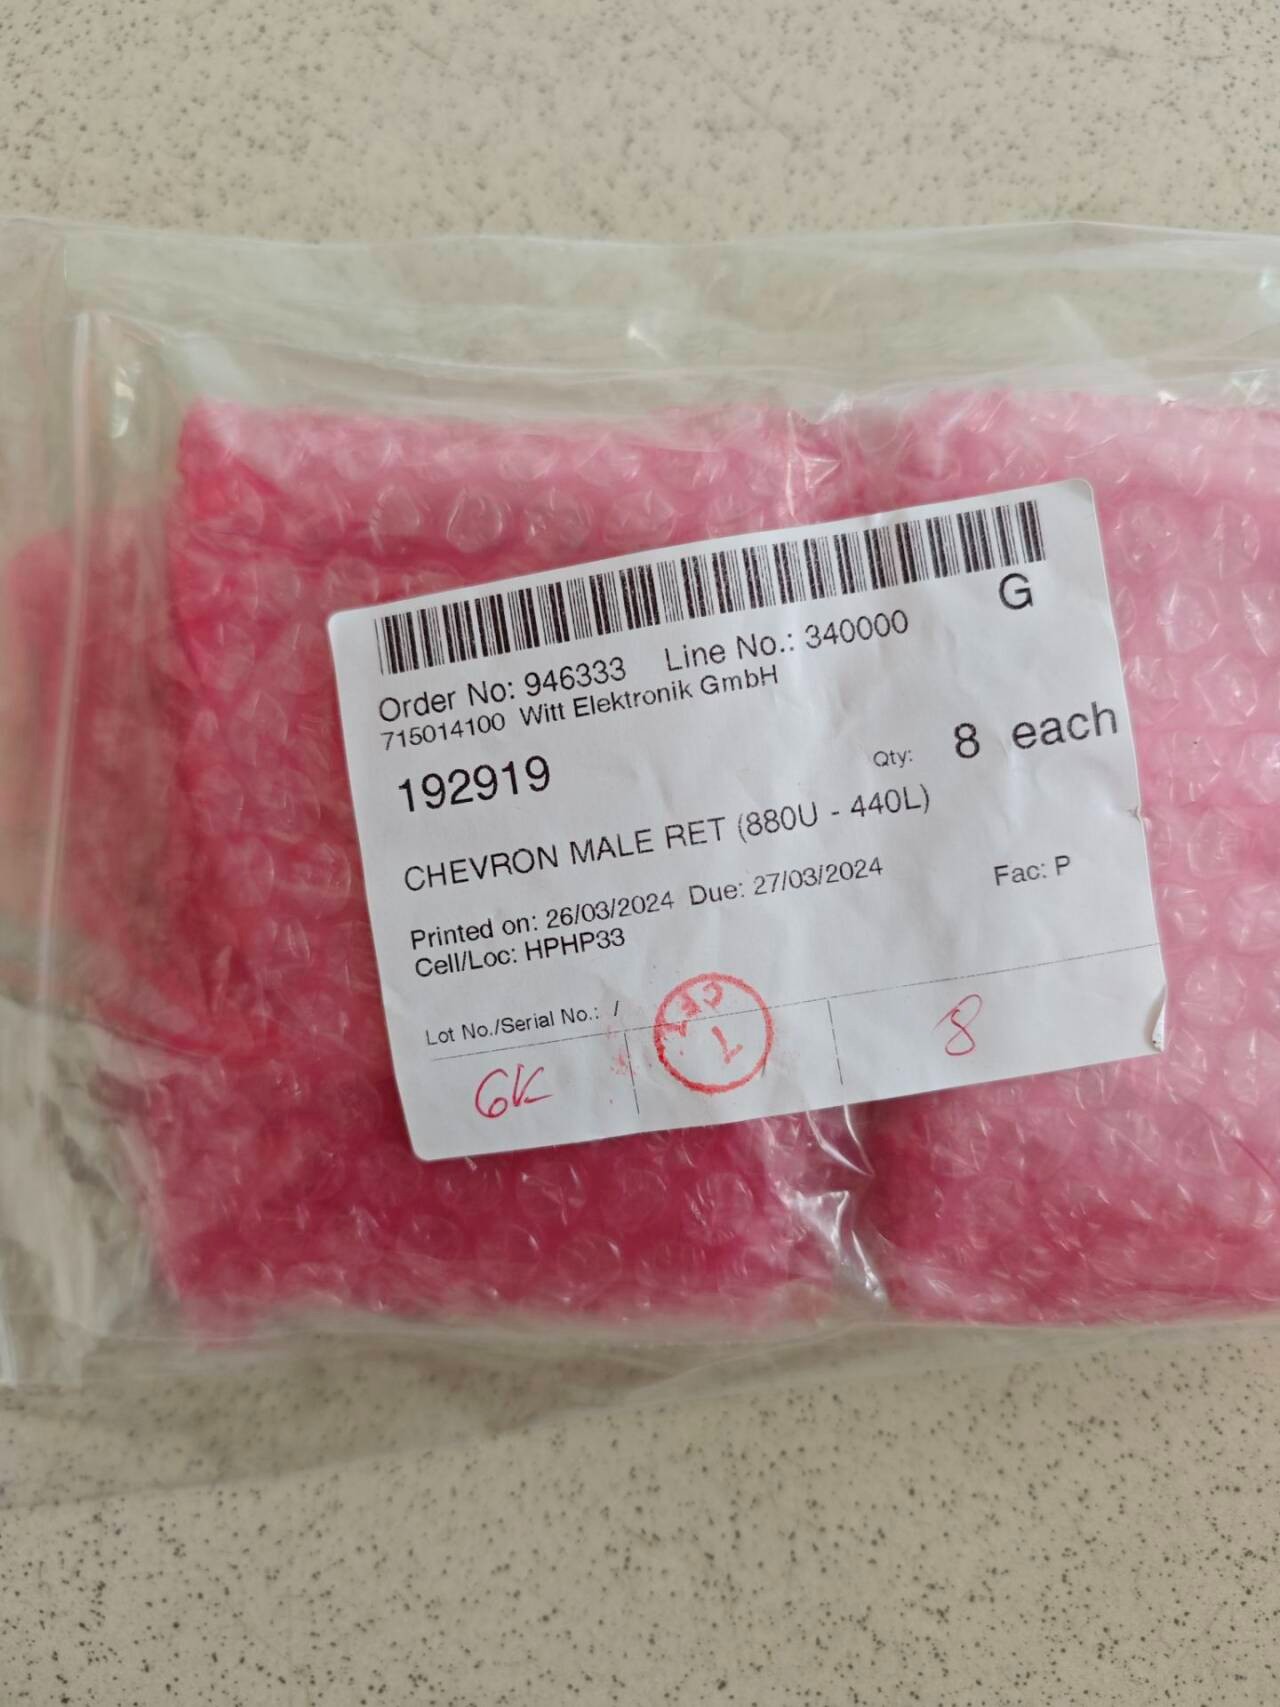 G
Order No: 946333 Line No.: 340000
715014100 Witt Elektronik GmbH
192919 Qty: 8 each
CHEVRON MALE RET (880U - 440L)
Printed on: 26/03/2024 Due: 27/03/2024 Fac: P
Cell/Loc: HPHP33
Lot No./Serial No.: /
GK 8